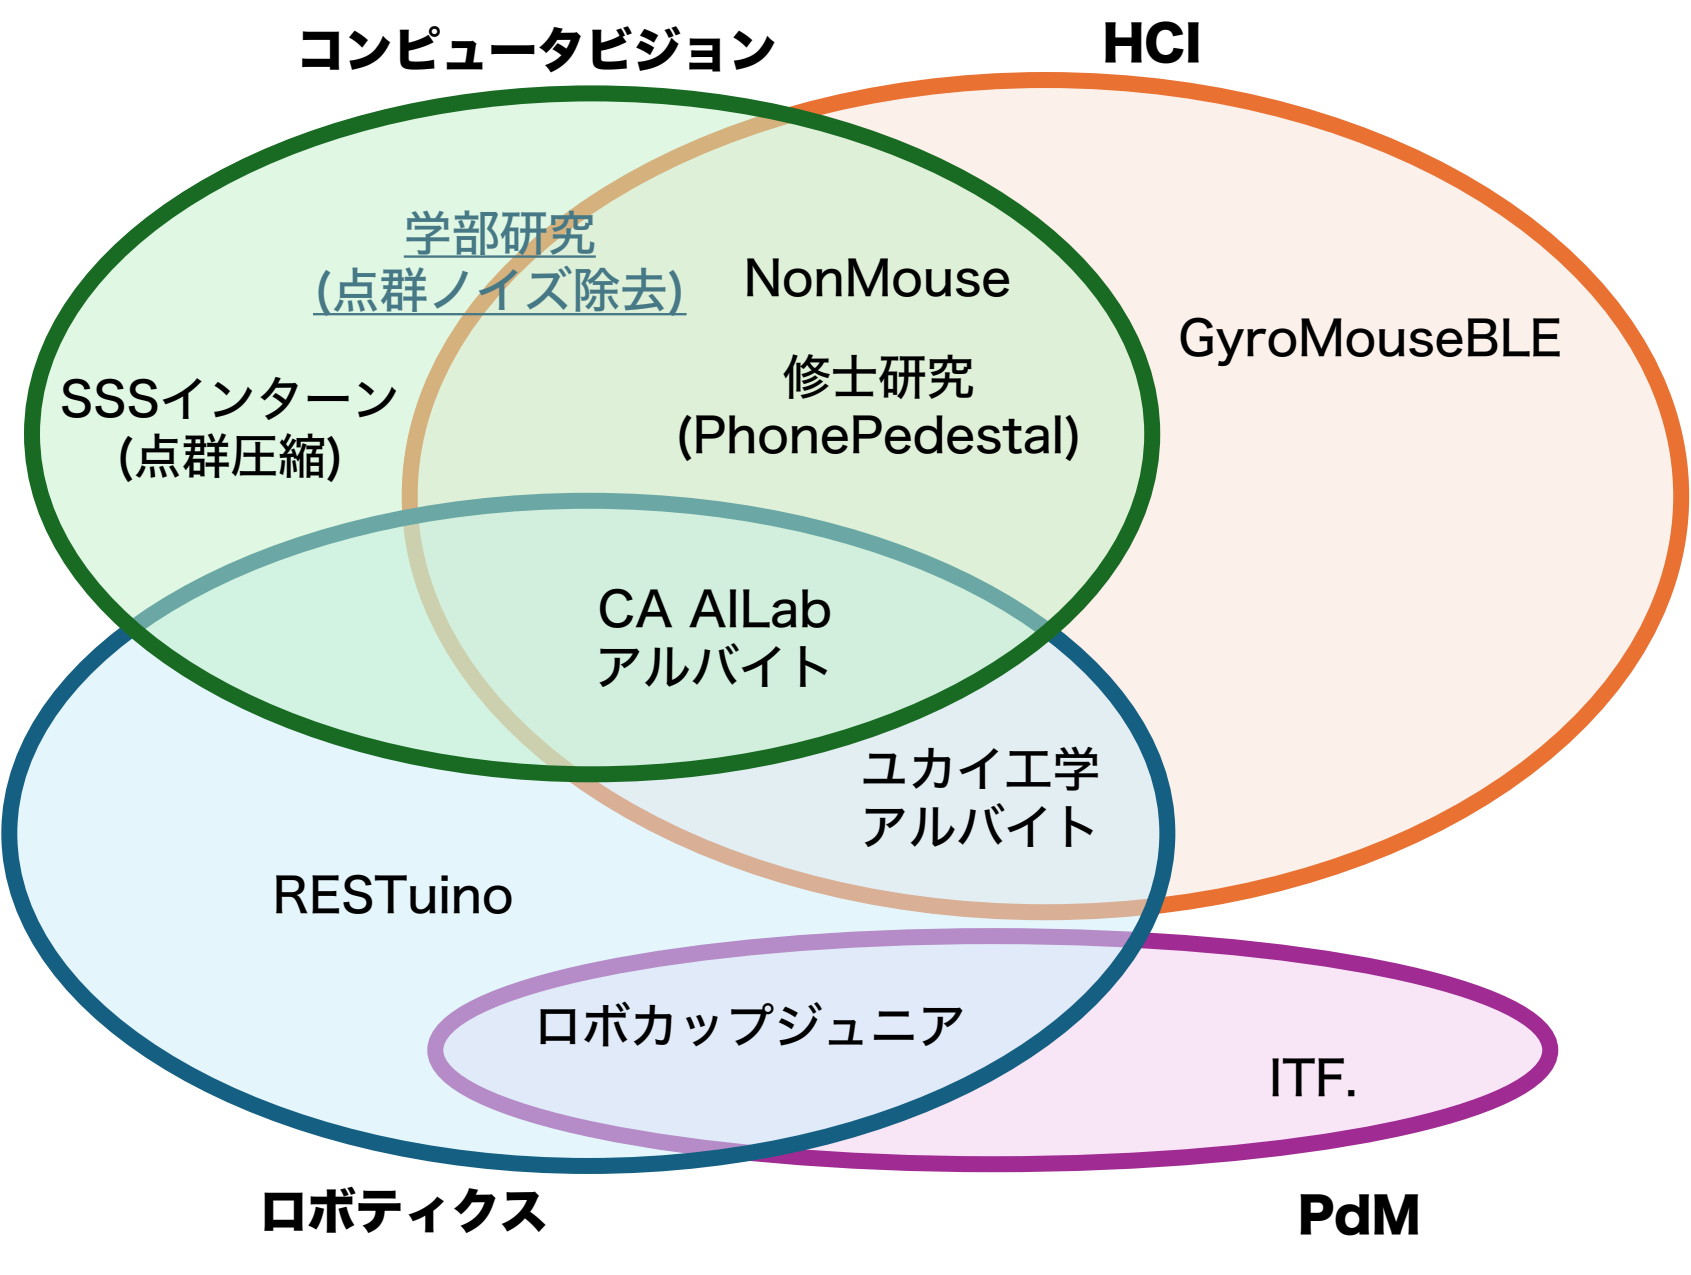 コンピュータビジョン
HCI
学部研究
(点群ノイズ除去)
NonMouse
GyroMouseBLE
修士研究
(PhonePedestal)
SSSインターン
(点群圧縮)
CA AILab
アルバイト
ユカイ工学
アルバイト
RESTuino
ロボカップジュニア
ITF.
ロボティクス
PdM